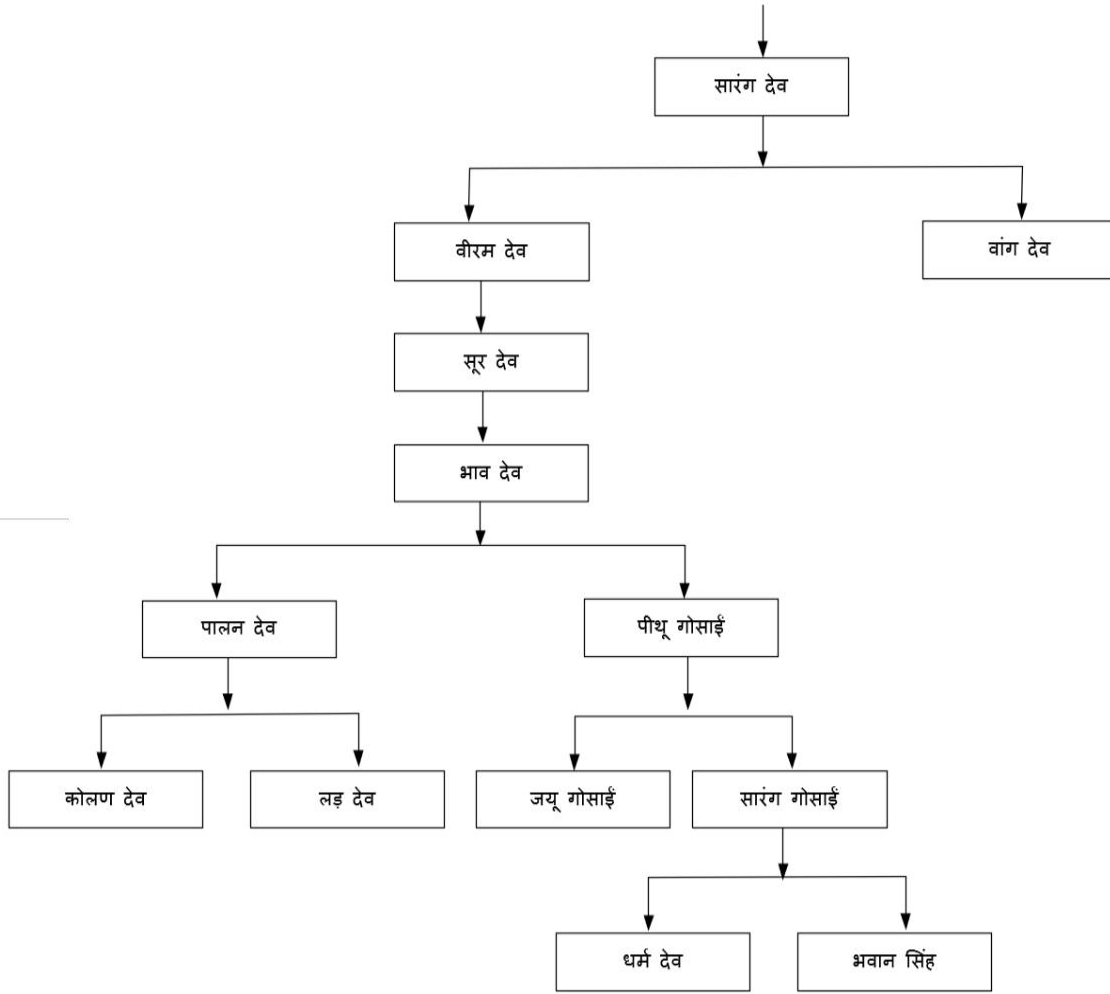 सारंग देव
वीरम देव
वांग देव
सूर देव
भाव देव
पालन देव
पीथू गोसाईं
कोलण देव
लड़ देव
जयू गोसाईं
सारंग गोसाईं
धर्म देव
भवान सिंह